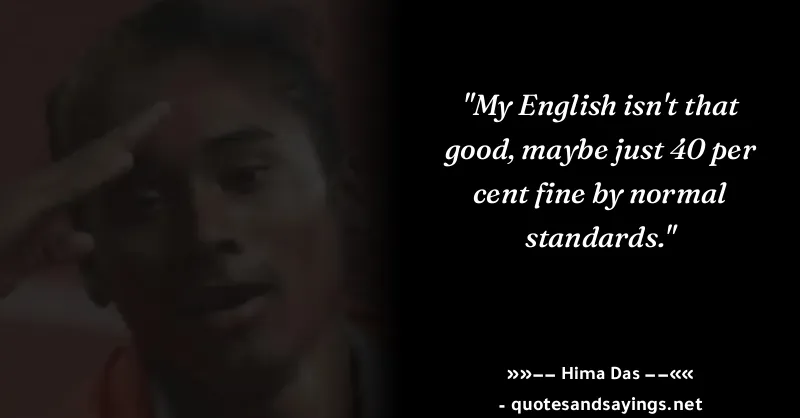 "My English isn't that
good, maybe just 40 per
cent fine by normal
standards."
»»−− Hima Das −−««
- quotesandsayings.net